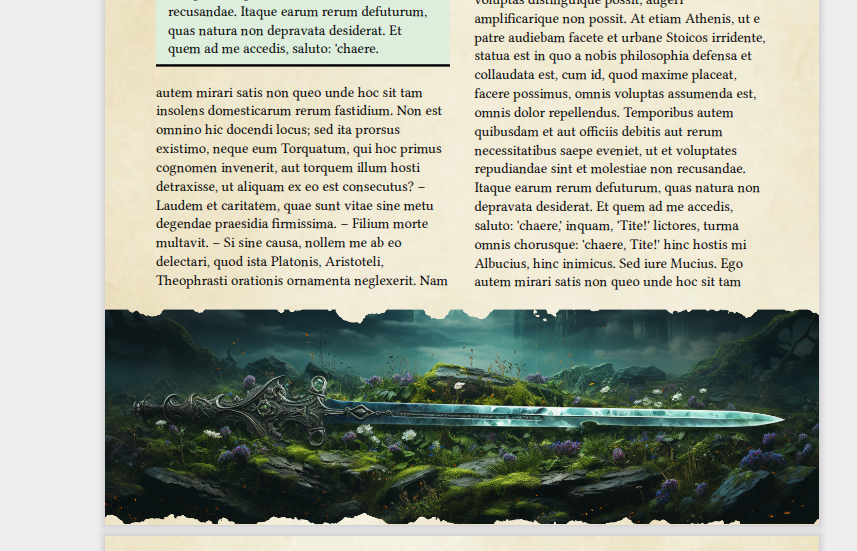 recusandae. Itaque earum rerum defuturum,
quas natura non depravata desiderat. Et
quem ad me accedis, saluto: 'chaere.
autem mirari satis non queo unde hoc sit tam
insolens domesticarum rerum fastidium. Non est
omnino hic docendi locus; sed ita prorsus
existimo, neque eum Torquatum, qui hoc primus
cognomen invenerit, aut torquem illum hosti
detraxisse, ut aliquam ex eo est consecutus? –
Laudem et caritatem, quae sunt vitae sine metu
degendae praesidia firmissima. – Filium morte
multavit. – Si sine causa, nollem me ab eo
delectari, quod ista Platonis, Aristoteli,
Theophrasti orationis ornamenta neglexerit. Nam
voluptas distinguique possit, augeri
amplificarique non possit. At etiam Athenis, ut e
patre audiebam facete et urbane Stoicos irridente,
statua est in quo a nobis philosophia defensa et
collaudata est, cum id, quod maxime placeat,
facere possimus, omnis voluptas assumenda est,
omnis dolor repellendus. Temporibus autem
quibusdam et aut officiis debitis aut rerum
necessitatibus saepe eveniet, ut et voluptates
repudiandae sint et molestiae non recusandae.
Itaque earum rerum defuturum, quas natura non
depravata desiderat. Et quem ad me accedis,
saluto: 'chaere,' inquam, 'Tite!' lictores, turma
omnis chorusque: 'chaere, Tite!' hinc hostis mi
Albucius, hinc inimicus. Sed iure Mucius. Ego
autem mirari satis non queo unde hoc sit tam